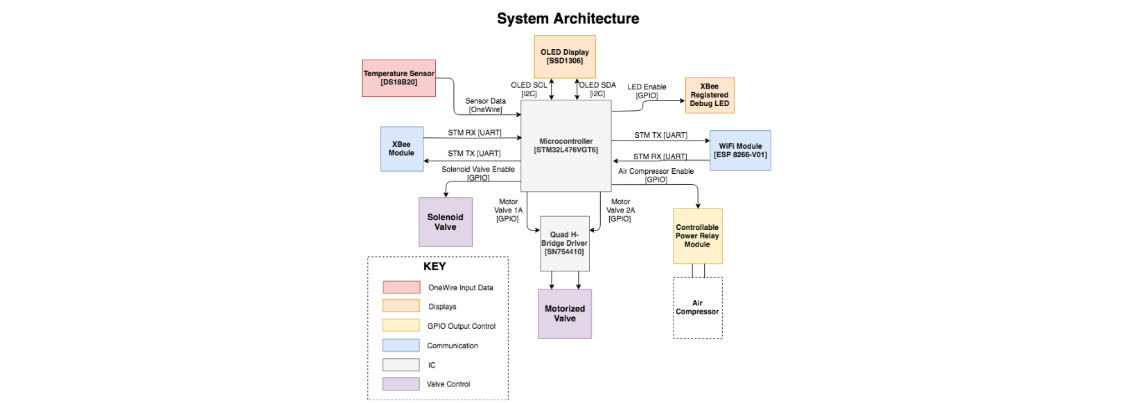 System Architecture
OLED Display
[SSD1306]
Temperature Sensor
[DS18B20]
OLED SCL
[I2C]
OLED SDA
[i2C]
LED Enable
[GPIO]
XBee
Registered
Debug LED
Sensor Data
[OneWire]
XBee
Module
STM RX [UART]
STM TX [UART]
Microcontroller
[STM32L476VGT6]
STM TX [UART]
STM RX [UART]
WiFi Module
[ESP 8266-V01]
Solenoid Valve Enable
[GPIO]
Air Compressor Enable
[GPIO]
Solenoid
Valve
Motor
Valve 1A
[GPIO]
Motor
Valve 2A
[GPIO]
Quad H-
Bridge Driver
[SN754410]
Controllable
Power Relay
Module
Motorized
Valve
Air
Compressor
KEY
OneWire Input Data
Displays
GPIO Output Control
Communication
IC
Valve Control